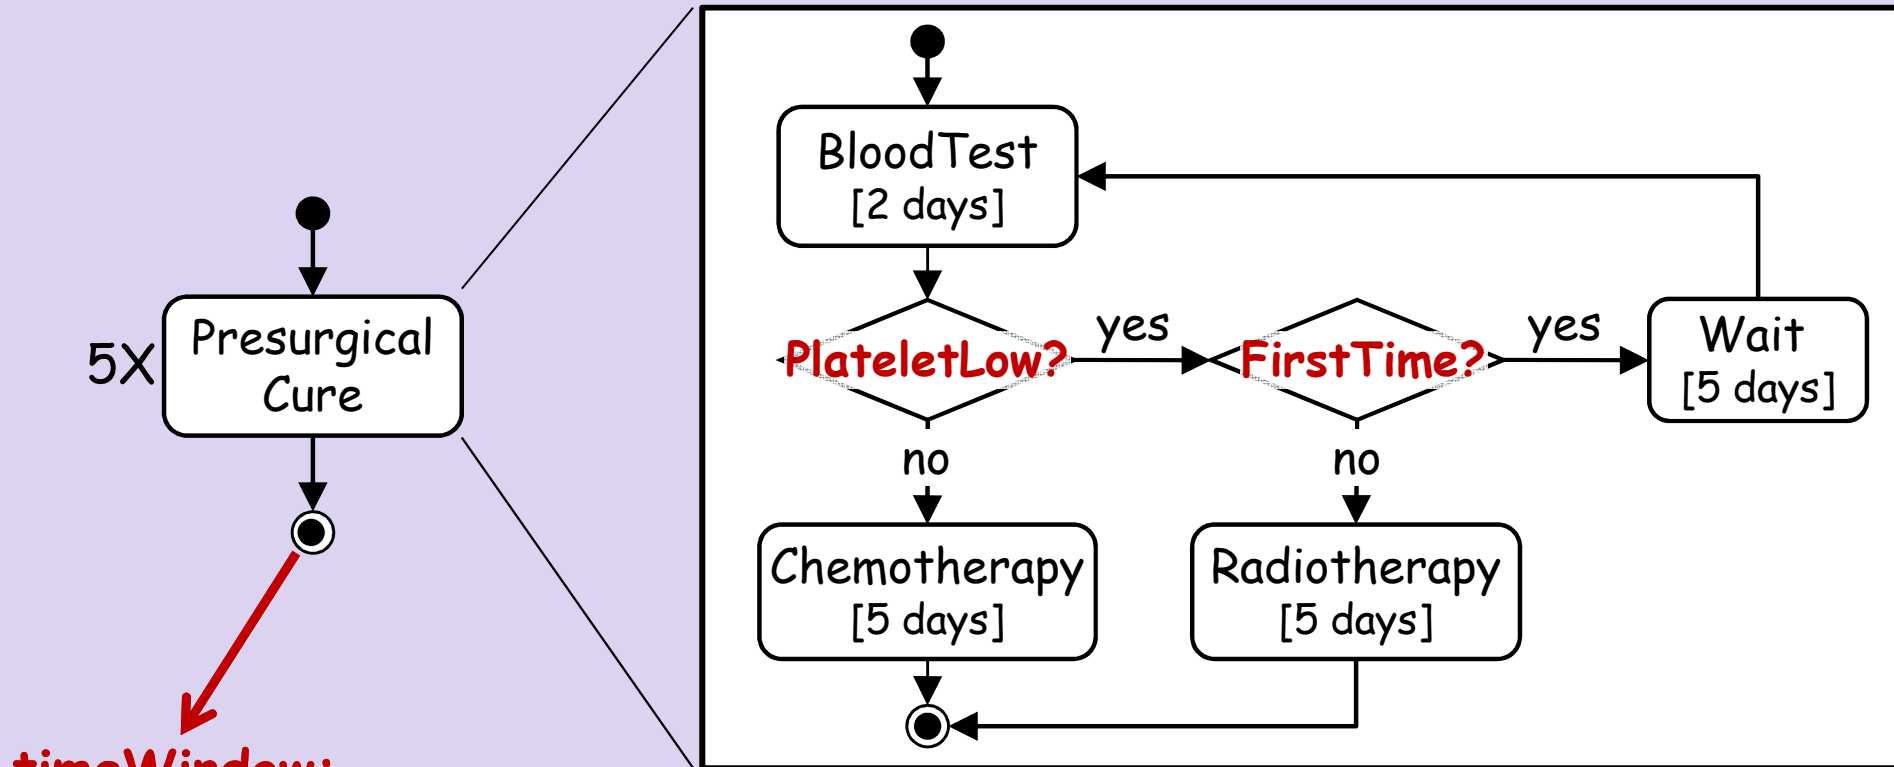 BloodTest
[2 days]
5X
Presurgical
Cure
PlateletLow?
yes
FirstTime?
yes
Wait
[5 days]
no
no
Chemotherapy
[5 days]
Radiotherapy
[5 days]
timeWindow: